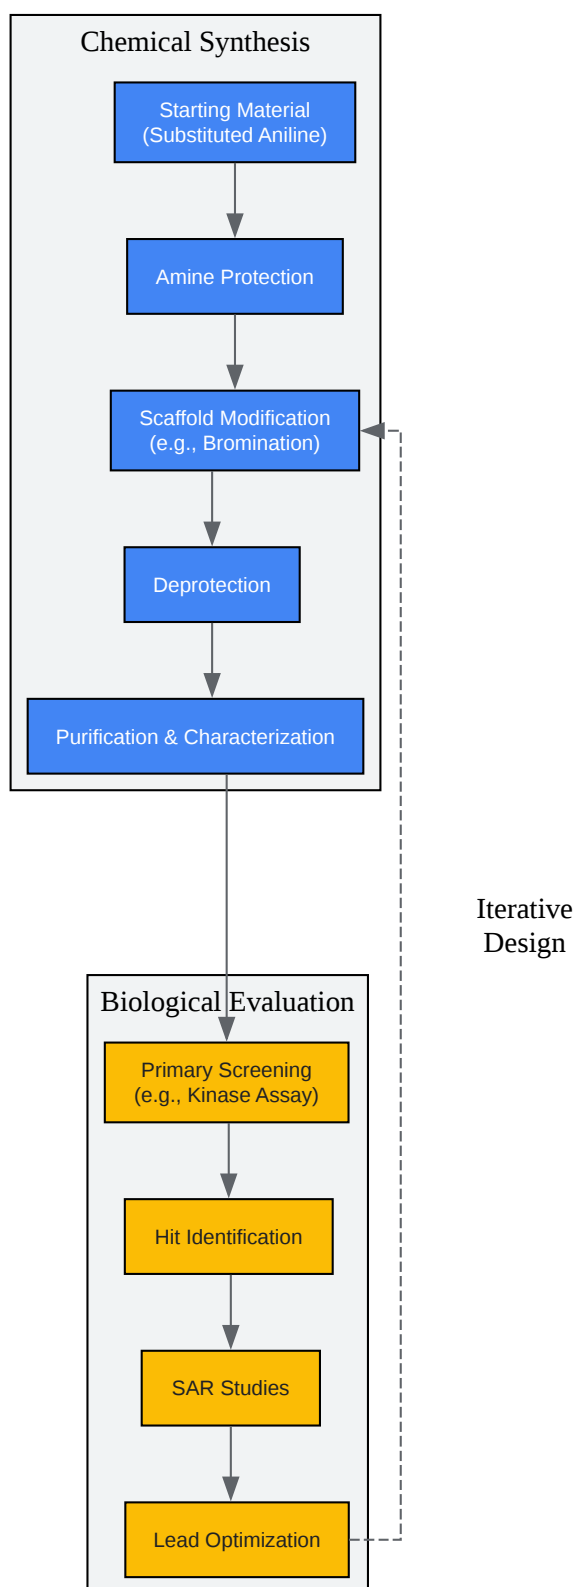 Chemical Synthesis
Starting Material
(Substituted Aniline)
Amine Protection
Scaffold Modification
(e.g., Bromination)
Deprotection
Purification & Characterization
Iterative
Design
Biological Evaluation
Primary Screening
(e.g., Kinase Assay)
Hit Identification
SAR Studies
Lead Optimization